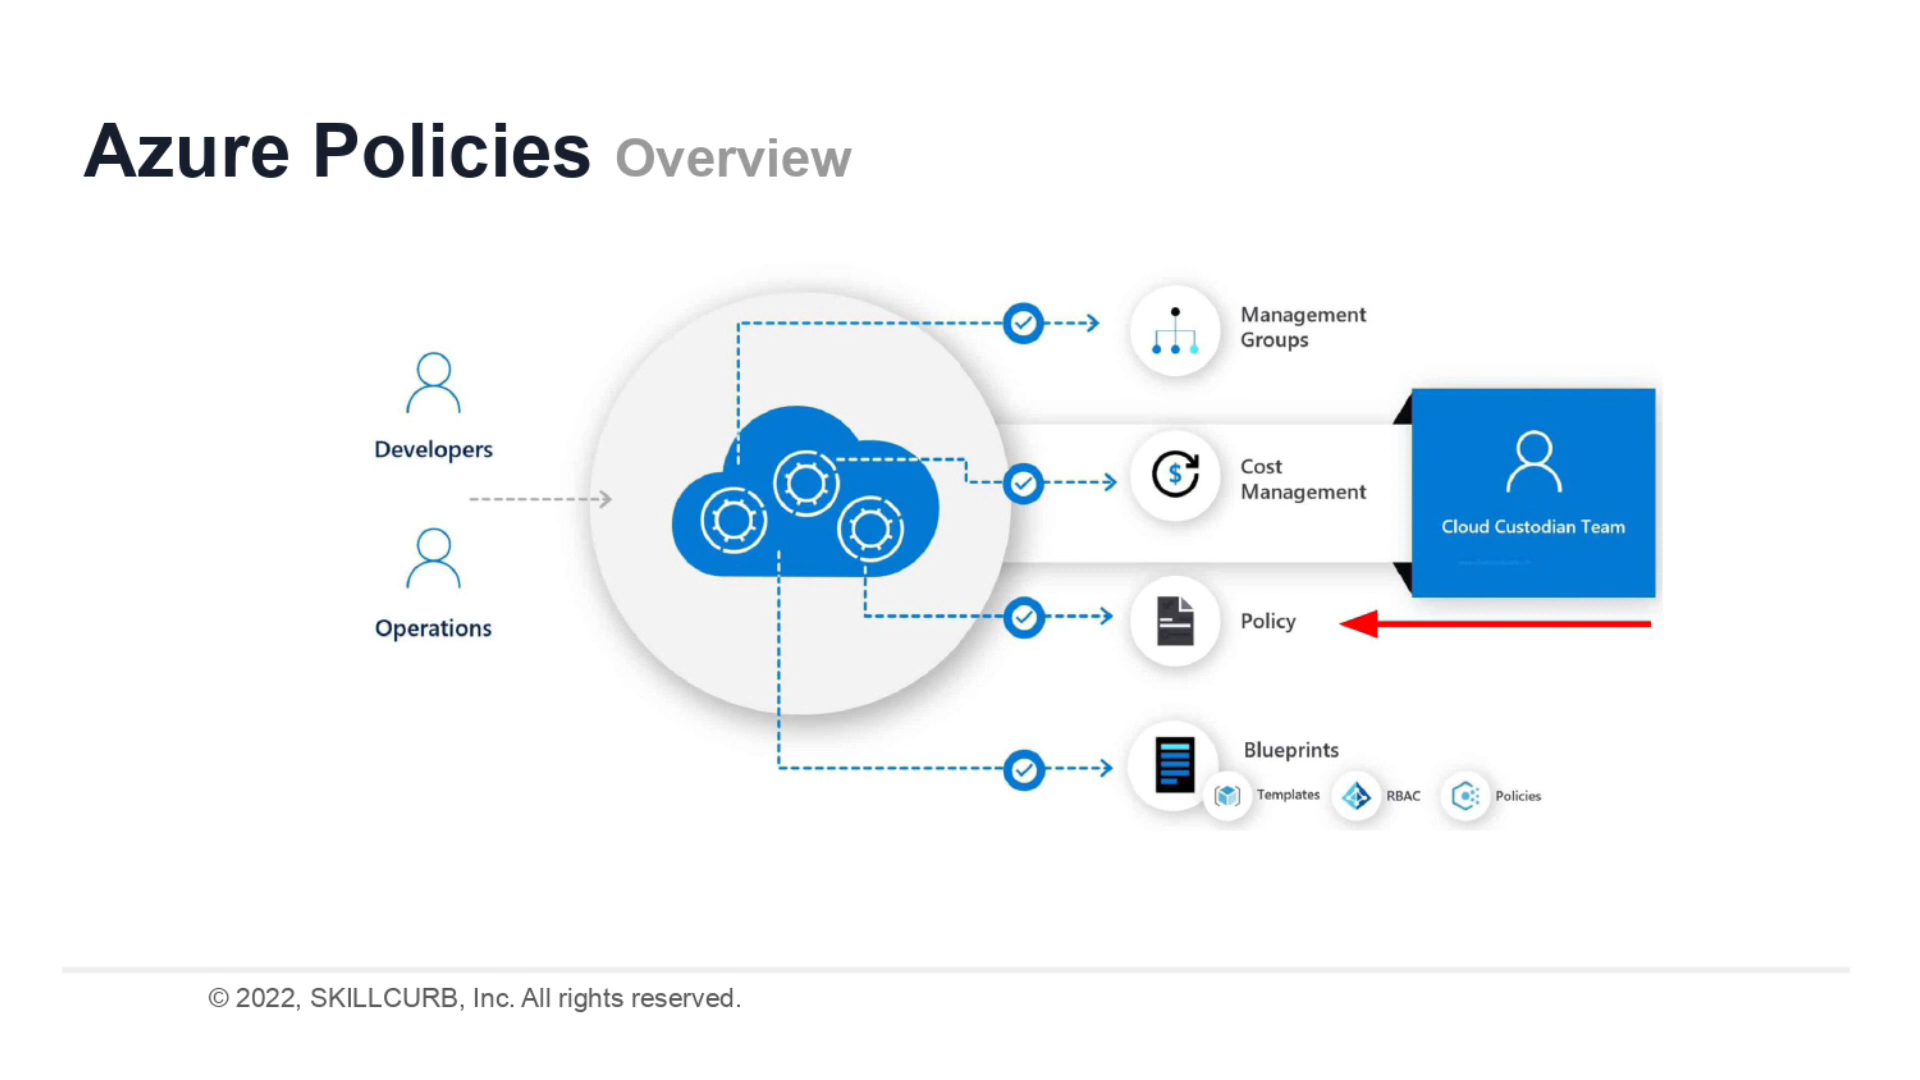 Azure Policies Overview
Developers
Operations
Management
Groups
Cost
Management
$
Cloud Custodian Team
Policy
Blueprints
Templates
RBAC
Policies
© 2022, SKILLCURB, Inc. All rights reserved.